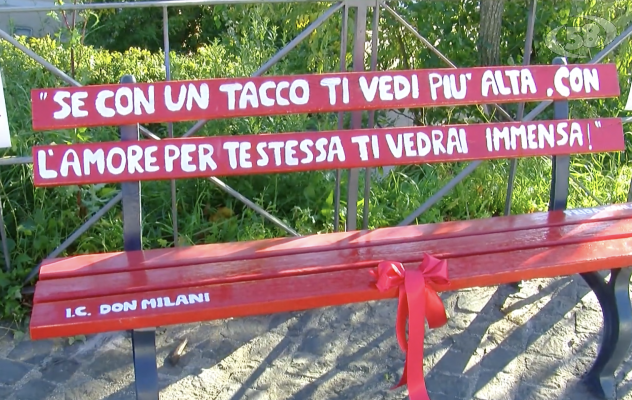 "SE CON UN TACCO TI VEDI PIU' ALTA, CON
L'AMORE PER TE STESSA TI VEDRAI IMMENSA!"
I.C. DON MILANI